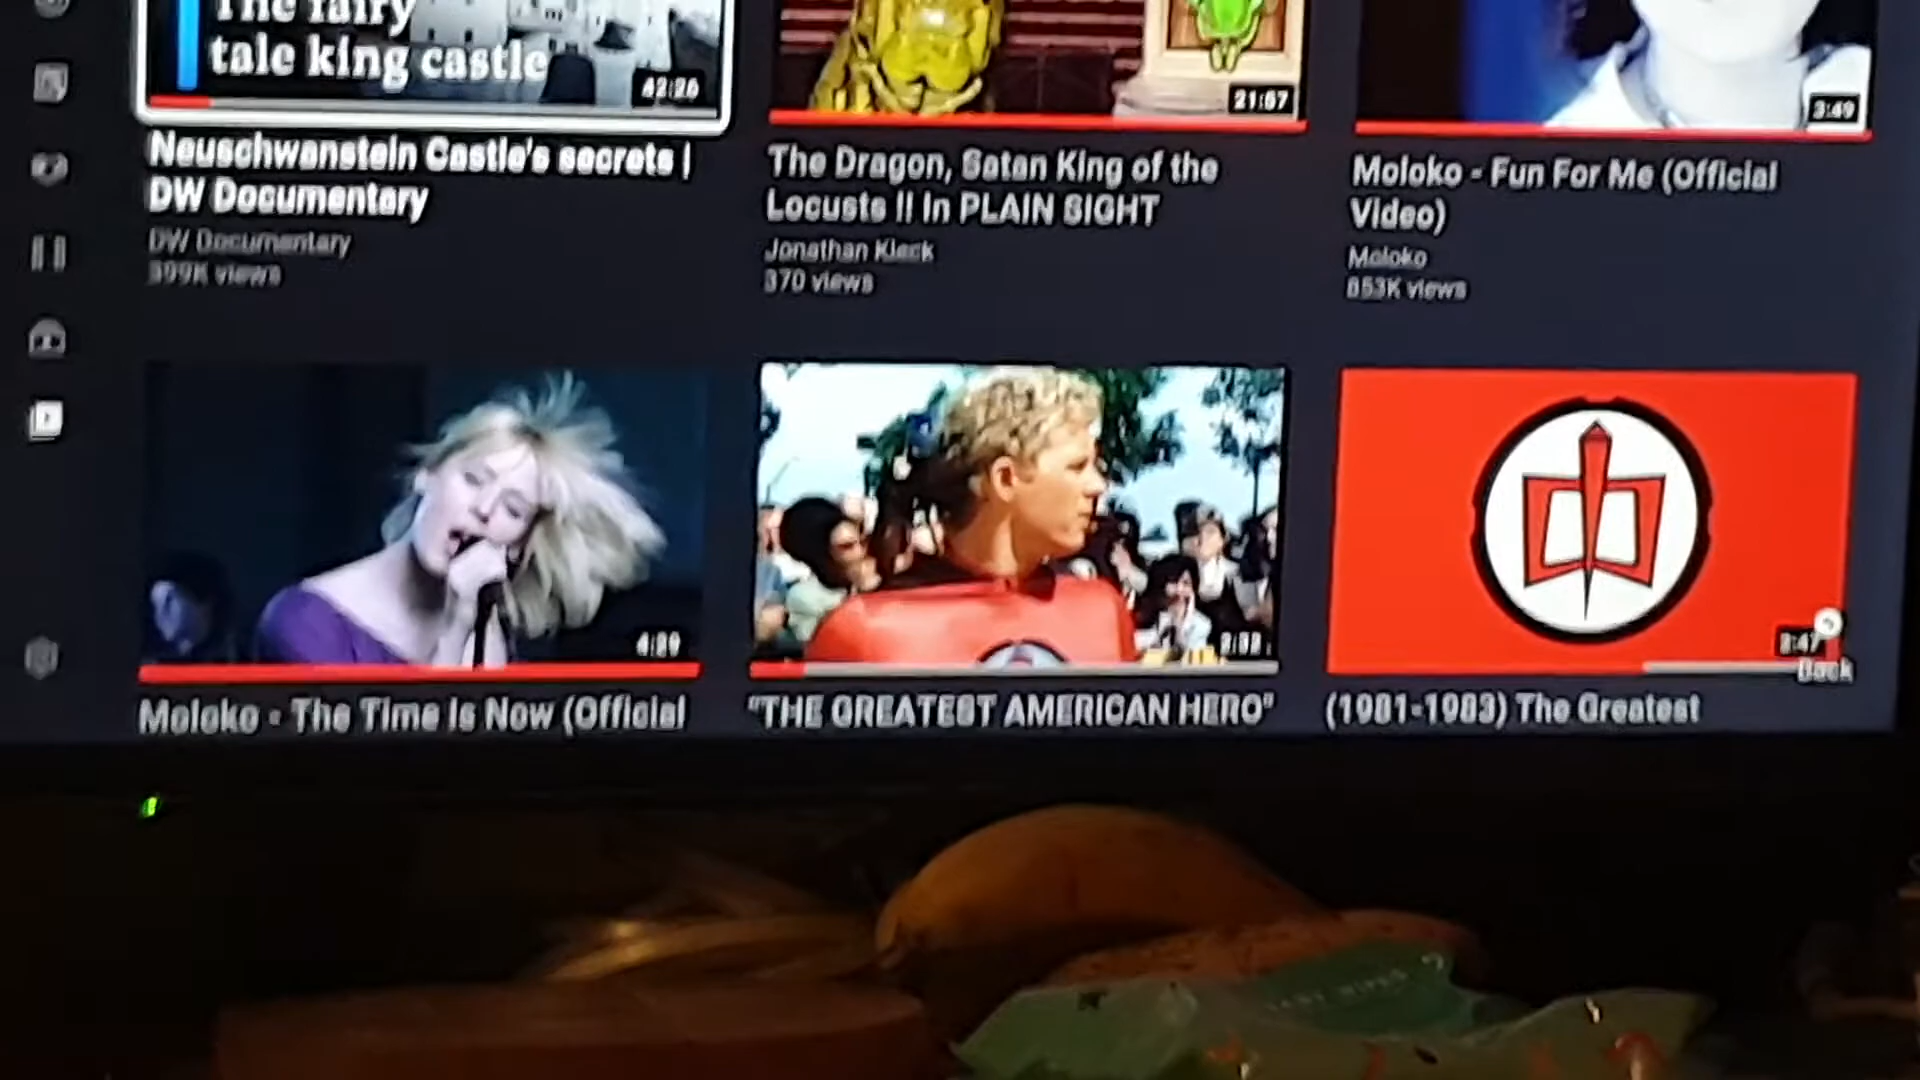 The fairy
tale king castle
42:26
21:57
3:49
Neuschwanstein Castle's secrets |
DW Documentary
DW Documentary
399K views
The Dragon, Satan King of the
Locusts !! In PLAIN SIGHT
Jonathan Kleck
370 views
Moloko - Fun For Me (Official
Video)
Moloko
853K views
4:29
2:47
Back
Moloko - The Time Is Now (Official
"THE GREATEST AMERICAN HERO"
(1981-1983) The Greatest